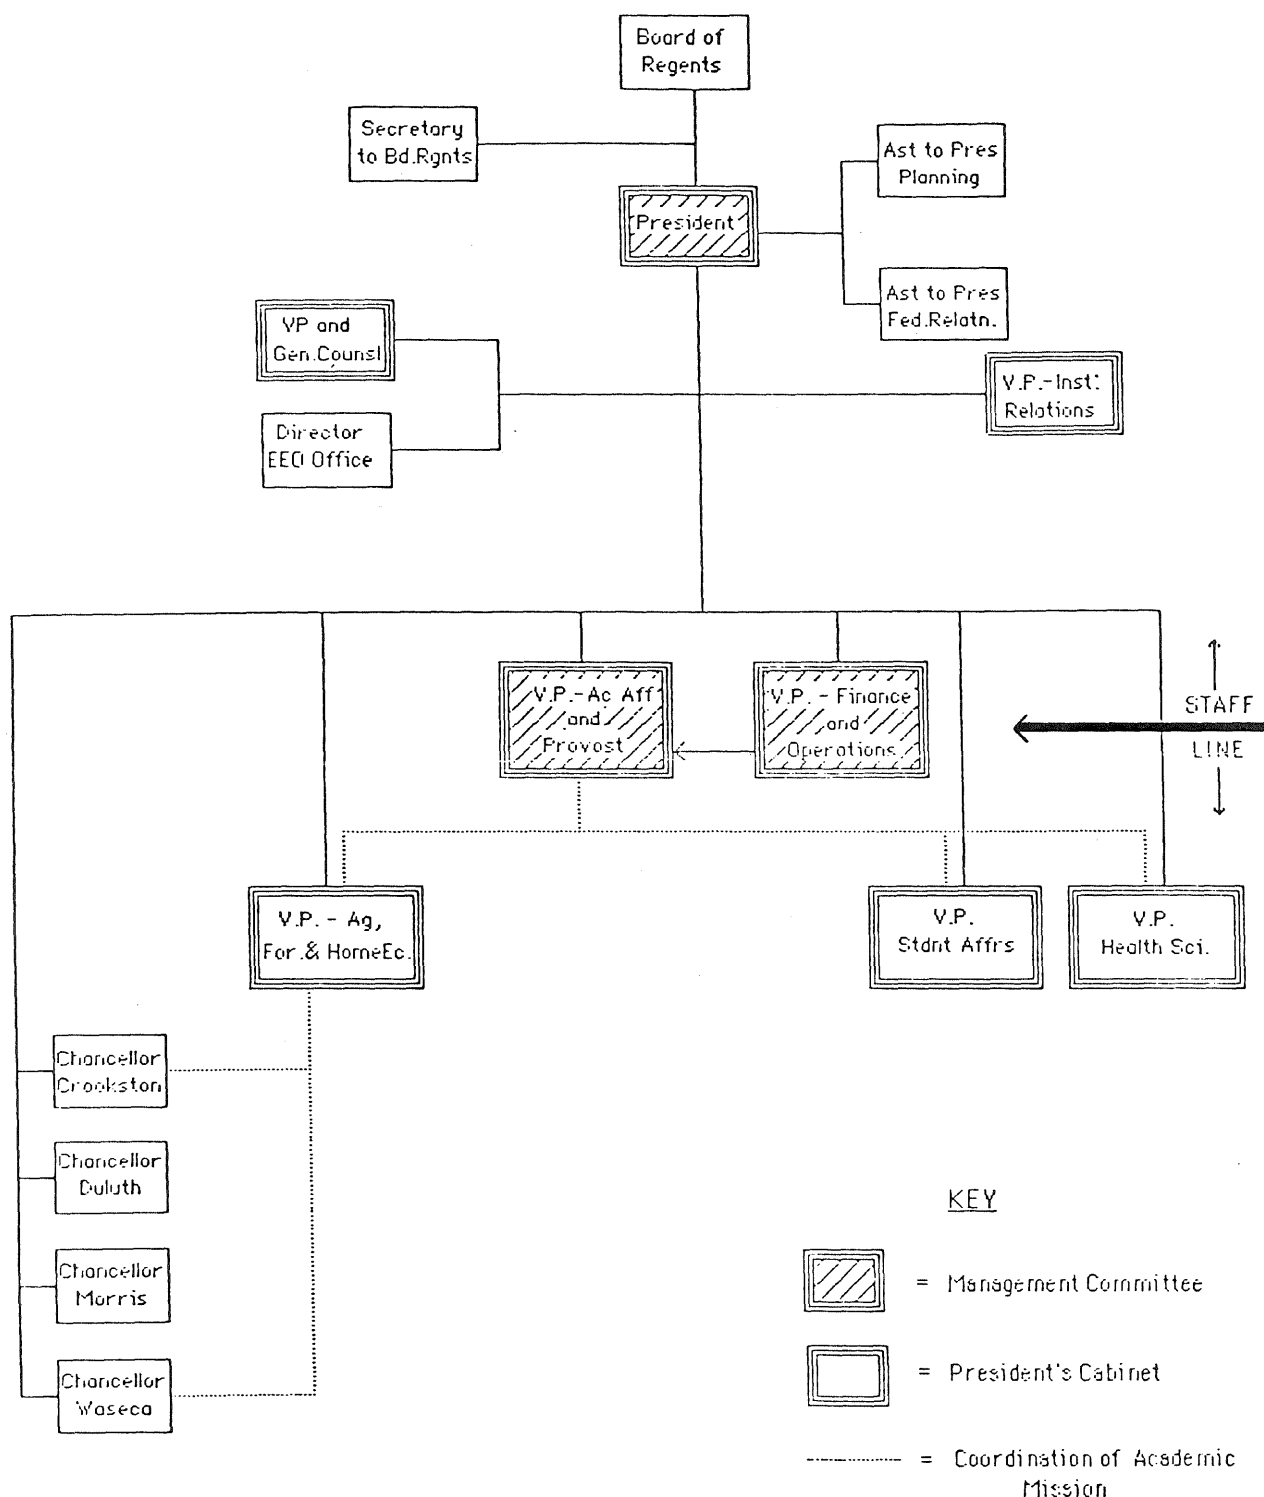 Board of
Regents
Secretary
to Bd.Rgnts
Ast to Pres
Planning
President
Ast to Pres
Fed.Relatn.
VP and
Gen.Counsl
V.P.-Inst.
Relations
Director
EEO Office
V.P.-Ac Aff
and
Provost
V.P. - Finance
and
Operations
STAFF
LINE
V.P. - Ag,
For.& HomeEc.
V.P.
Stdnt Affrs
V.P.
Health Sci.
Chancellor
Crookston
Chancellor
Duluth
Chancellor
Morris
Chancellor
Waseca
KEY
= Management Committee
= President's Cabinet
= Coordination of Academic
Mission